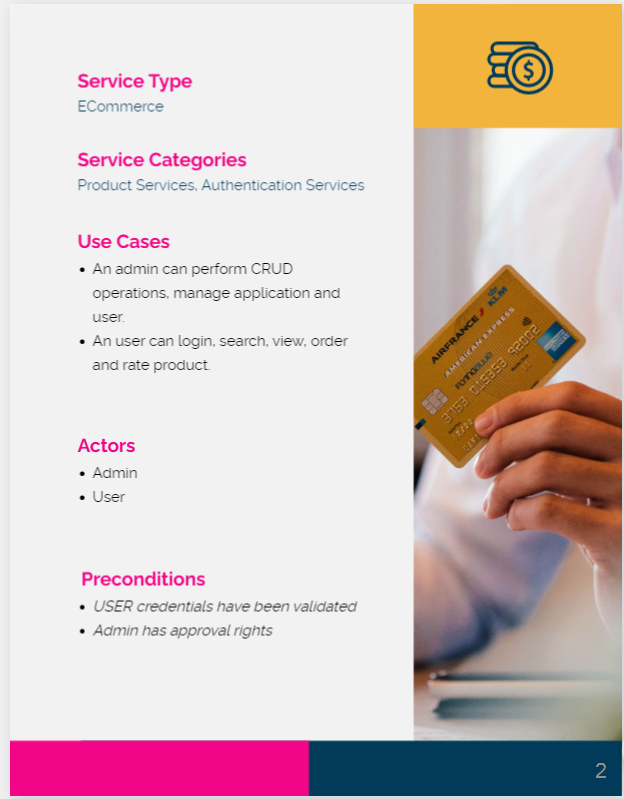 Service Type
ECommerce
Service Categories
Product Services, Authentication Services
Use Cases
• An admin can perform CRUD
operations, manage application and
user.
• An user can login, search, view, order
and rate product.
Actors
• Admin
• User
Preconditions
• USER credentials have been validated
• Admin has approval rights
$
AIRFRANCE
KLM
AMERICAN EXPRESS
FLYING BLUE
2